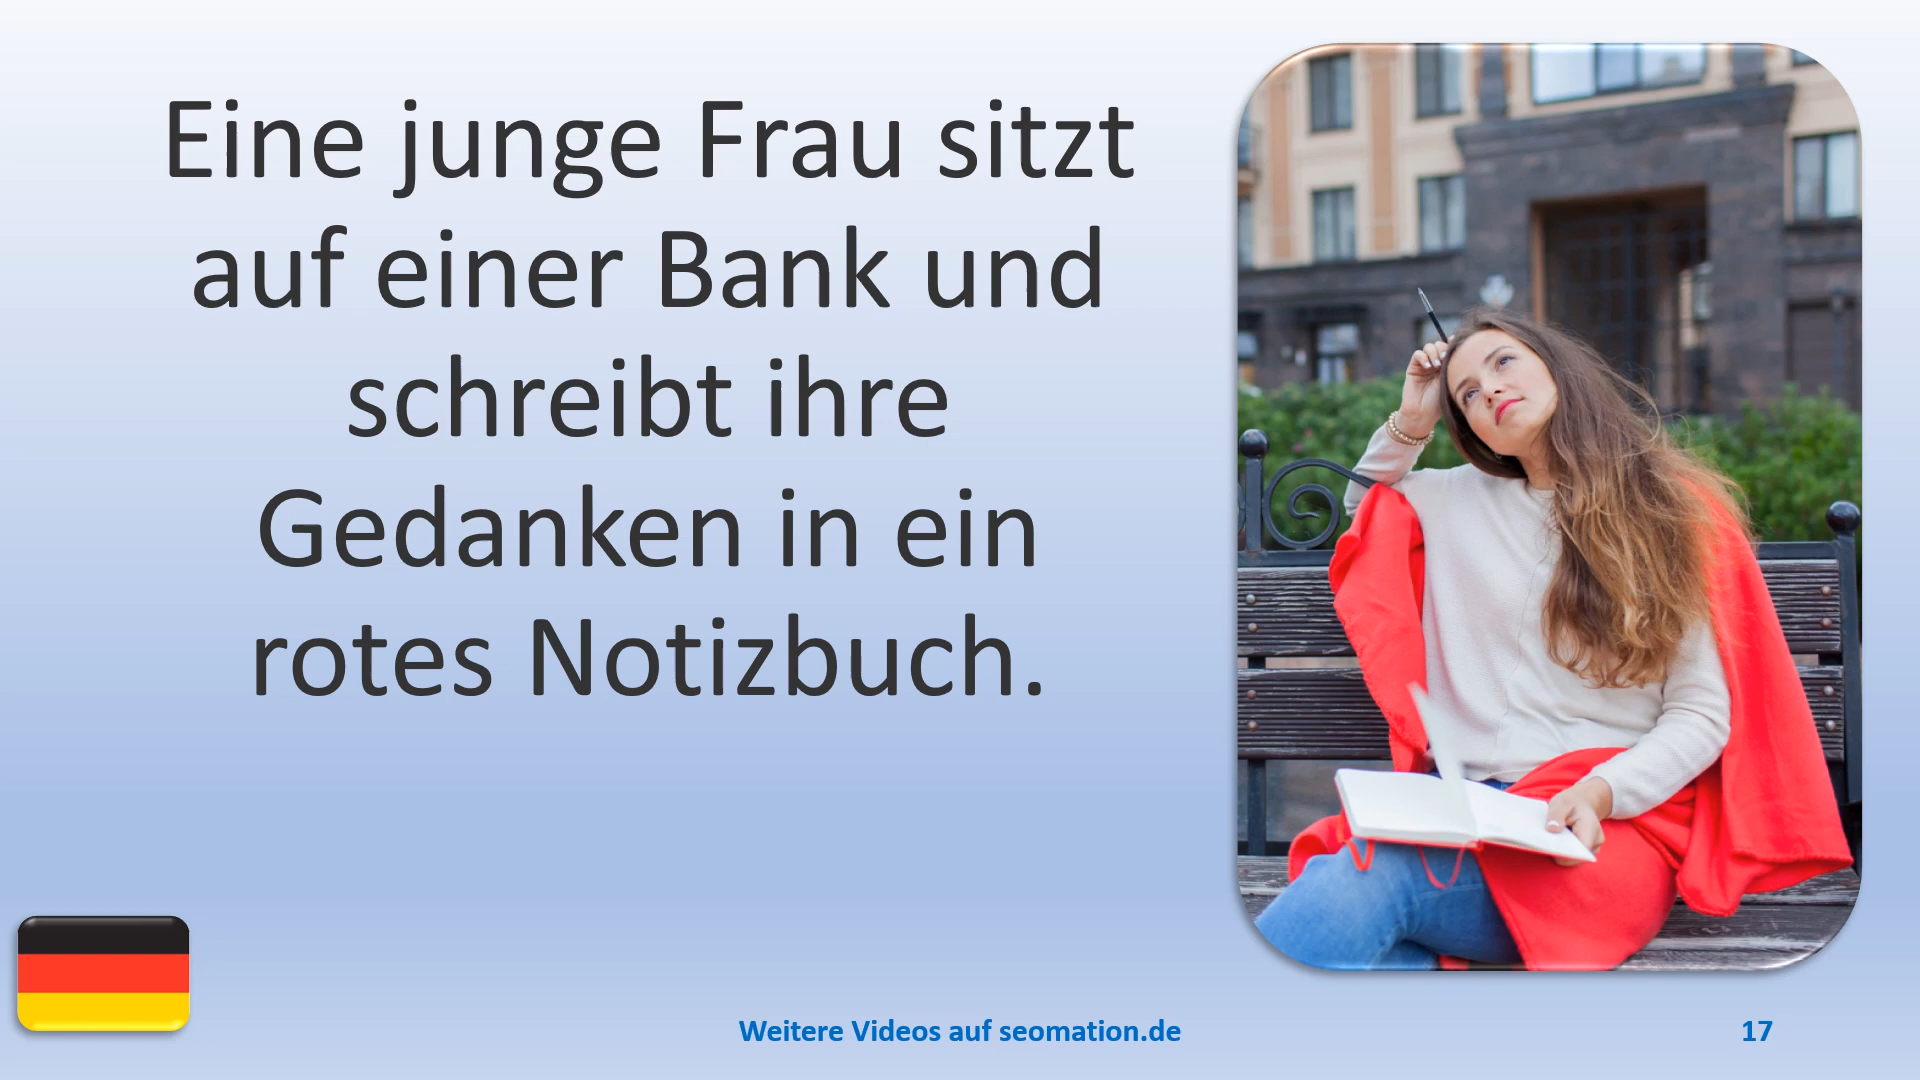 Eine junge Frau sitzt
auf einer Bank und
schreibt ihre
Gedanken in ein
rotes Notizbuch.
Weitere Videos auf seomation.de
17